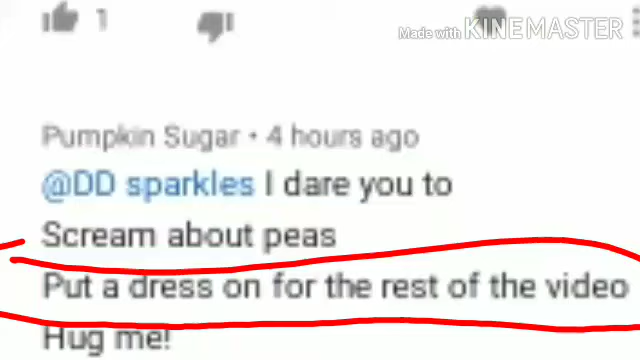 1
Made with KINEMASTER
Pumpkin Sugar • 4 hours ago
@DD sparkles I dare you to
Scream about peas
Put a dress on for the rest of the video
Hug me!